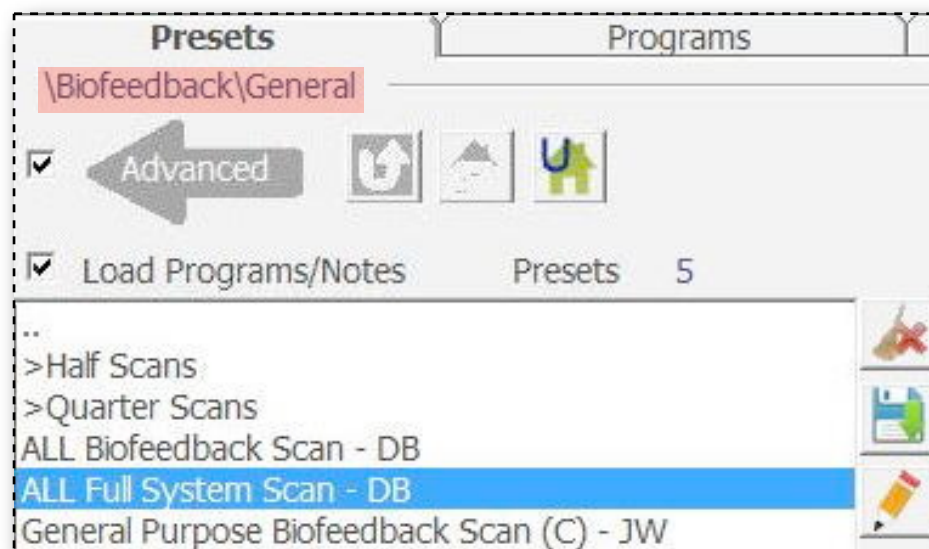 Presets Programs
\Biofeedback\General
Advanced U
Load Programs/Notes Presets 5
..
>Half Scans
>Quarter Scans
ALL Biofeedback Scan - DB
ALL Full System Scan - DB
General Purpose Biofeedback Scan (C) - JW